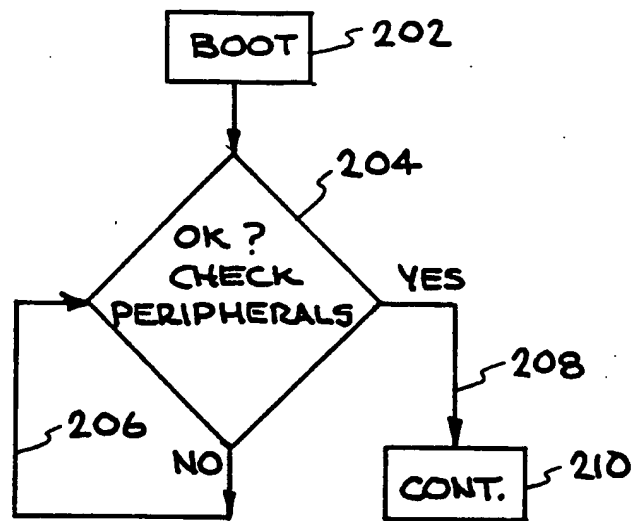 BOOT
202
204
OK?
CHECK
PERIPHERALS
YES
208
206
NO
CONT.
210